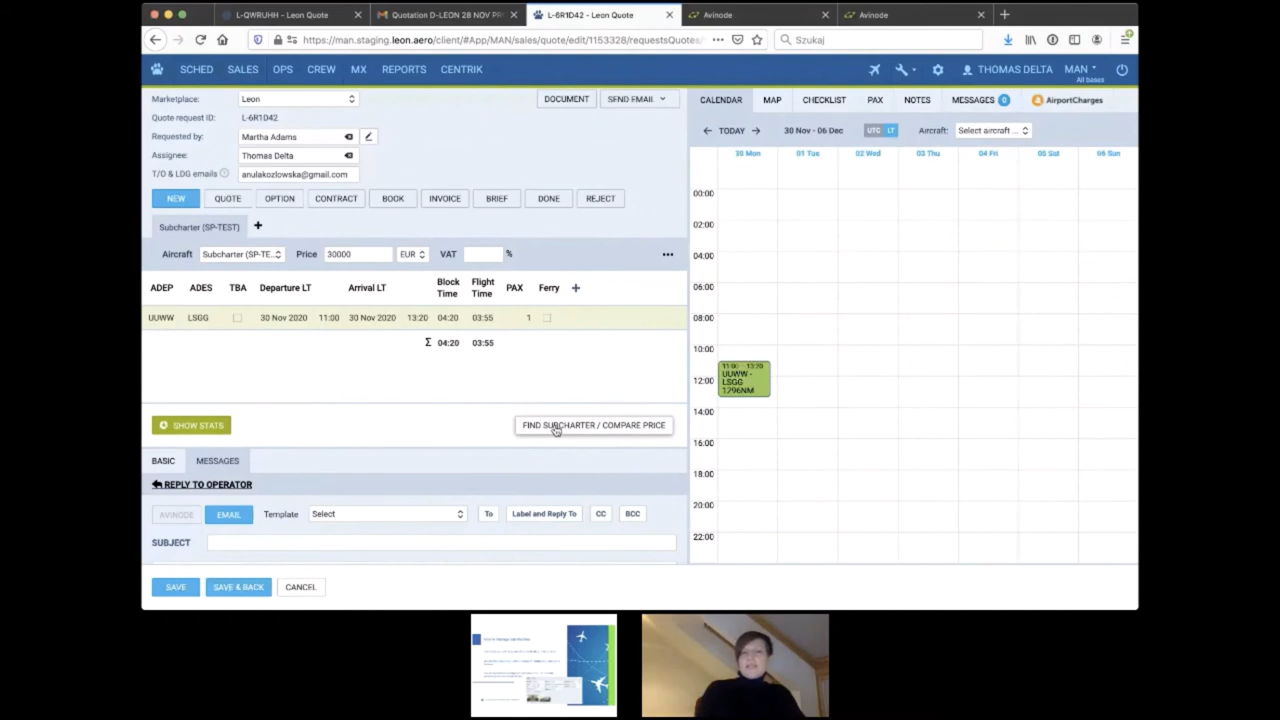 L-QWRUHH - Leon Quote
Quotation D-LEON 28 NOV PR
L-6R1D42 - Leon Quote
Avinode
Avinode
https://man.staging.leon.aero/client/#App/MAN/sales/quote/edit/1153328/requestsQuotes/
Szukaj
SCHED SALES OPS CREW MX REPORTS CENTRIK
THOMAS DELTA MAN
All bases
Marketplace: Leon
DOCUMENT SEND EMAIL
Quote request ID: L-6R1D42
Requested by: Martha Adams
Assignee: Thomas Delta
T/O & LDG emails anulakozlowska@gmail.com
NEW QUOTE OPTION CONTRACT BOOK INVOICE BRIEF DONE REJECT
Subcharter (SP-TEST) +
Aircraft Subcharter (SP-TE... Price 30000 EUR VAT %
ADEP ADES TBA Departure LT Arrival LT Block Time Flight Time PAX Ferry
UUWW LSGG 30 Nov 2020 11:00 30 Nov 2020 13:20 04:20 03:55 1
Σ 04:20 03:55
SHOW STATS
FIND SUBCHARTER / COMPARE PRICE
BASIC MESSAGES
REPLY TO OPERATOR
AVINODE EMAIL Template Select To Label and Reply To CC BCC
SUBJECT
SAVE SAVE & BACK CANCEL
CALENDAR MAP CHECKLIST PAX NOTES MESSAGES 0 AirportCharges
TODAY 30 Nov - 06 Dec UTC LT Aircraft: Select aircraft ...
30 Mon 01 Tue 02 Wed 03 Thu 04 Fri 05 Sat 06 Sun
00:00
02:00
04:00
06:00
08:00
10:00
11:00 13:20
UUWW -
LSGG
1296NM
12:00
14:00
16:00
18:00
20:00
22:00